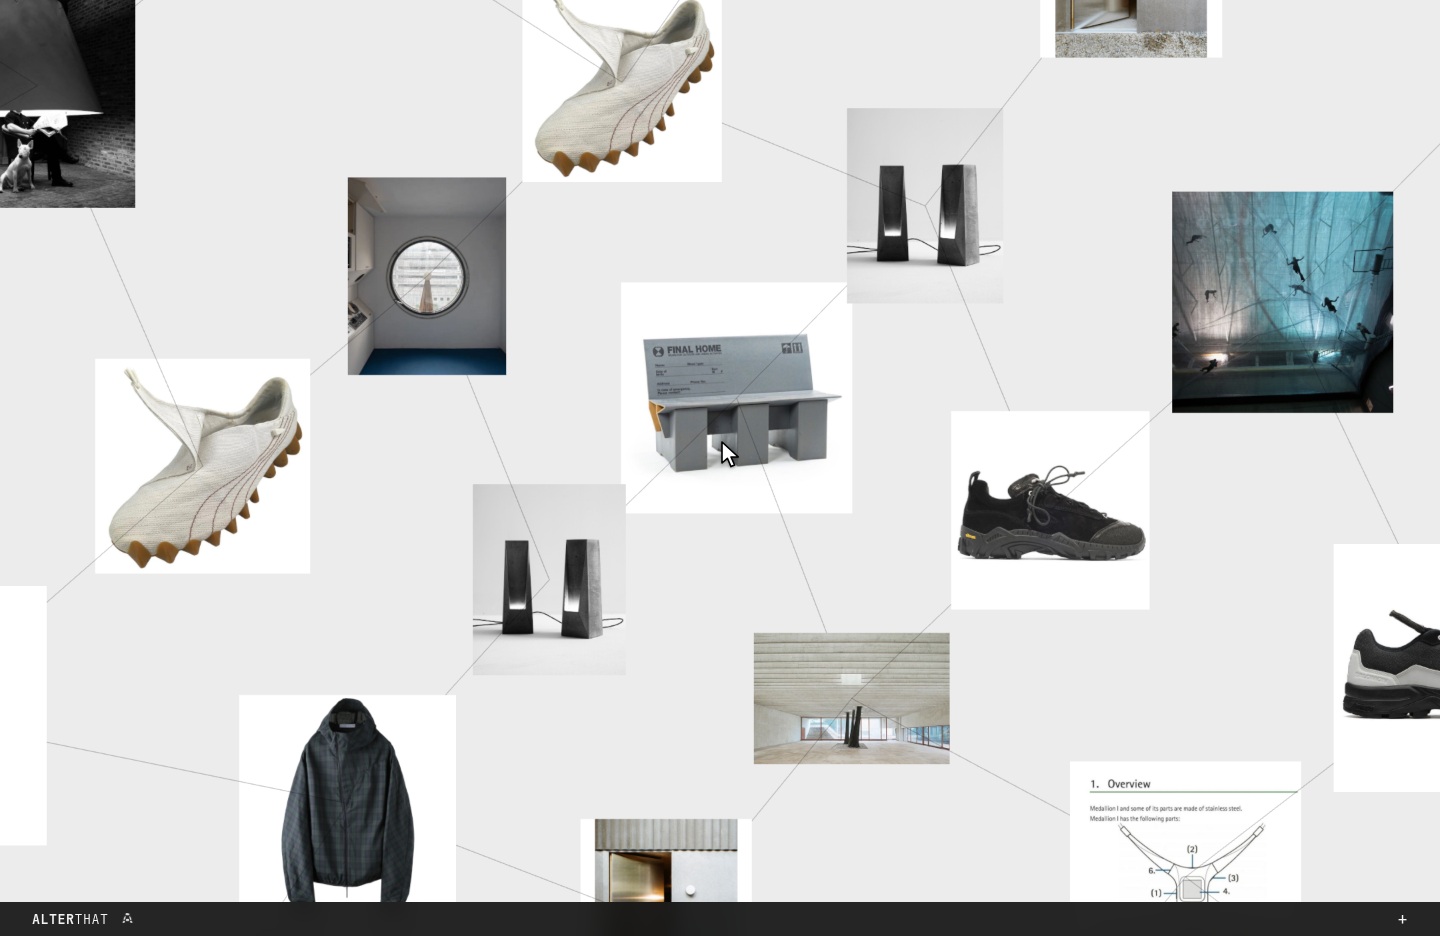 FINAL HOME
1. Overview
Medallion I and some of its parts are made of stainless steel.
Medallion I has the following parts:
(2)
6.
(3)
(1)
4.
ALTERTHAT
+